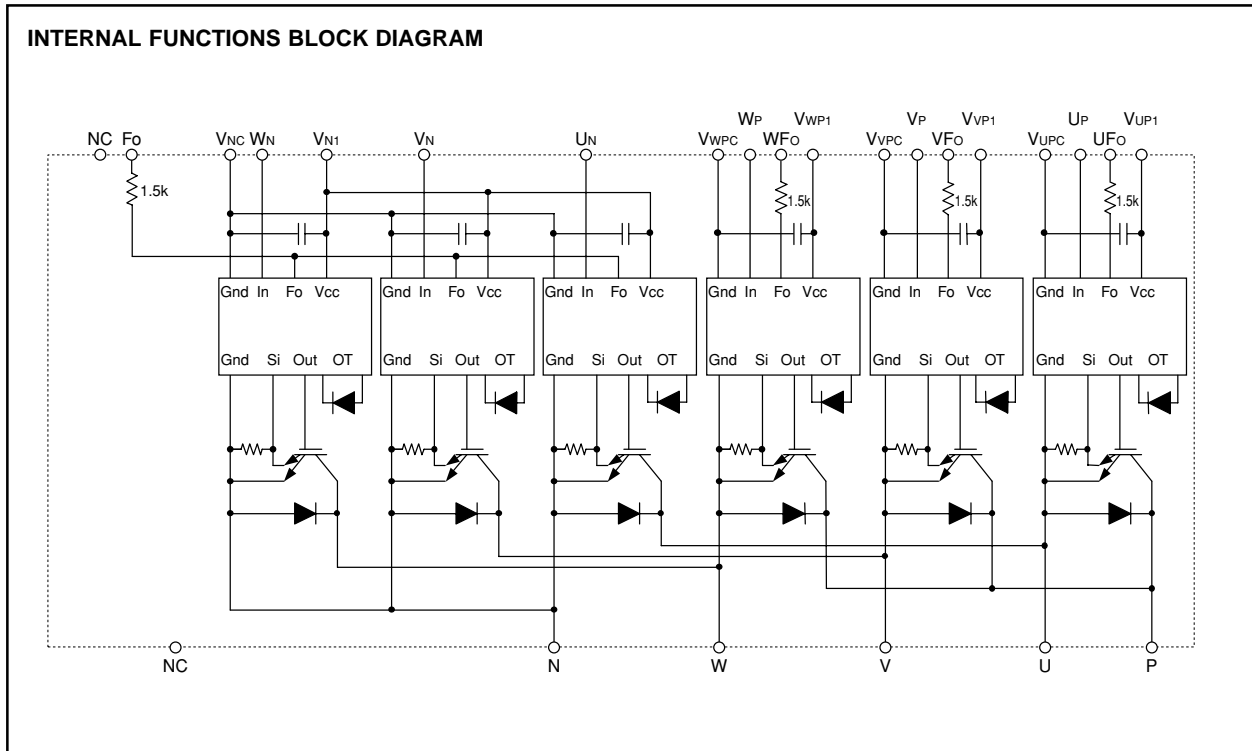 INTERNAL FUNCTIONS BLOCK DIAGRAM
WP VWP1 VP VVP1 UP VUP1
NC FO VNC WN VN1 VN UN VWPC WFO VVPC VFO VUPC UFO
1.5k 1.5k 1.5k 1.5k
Gnd In Fo Vcc Gnd In Fo Vcc Gnd In Fo Vcc Gnd In Fo Vcc Gnd In Fo Vcc Gnd In Fo Vcc
Gnd Si Out OT Gnd Si Out OT Gnd Si Out OT Gnd Si Out OT Gnd Si Out OT Gnd Si Out OT
NC N W V U P